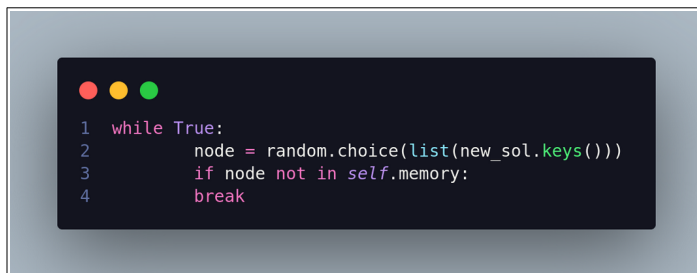 1 while True:
2 node = random.choice(list(new_sol.keys()))
3 if node not in self.memory:
4 break